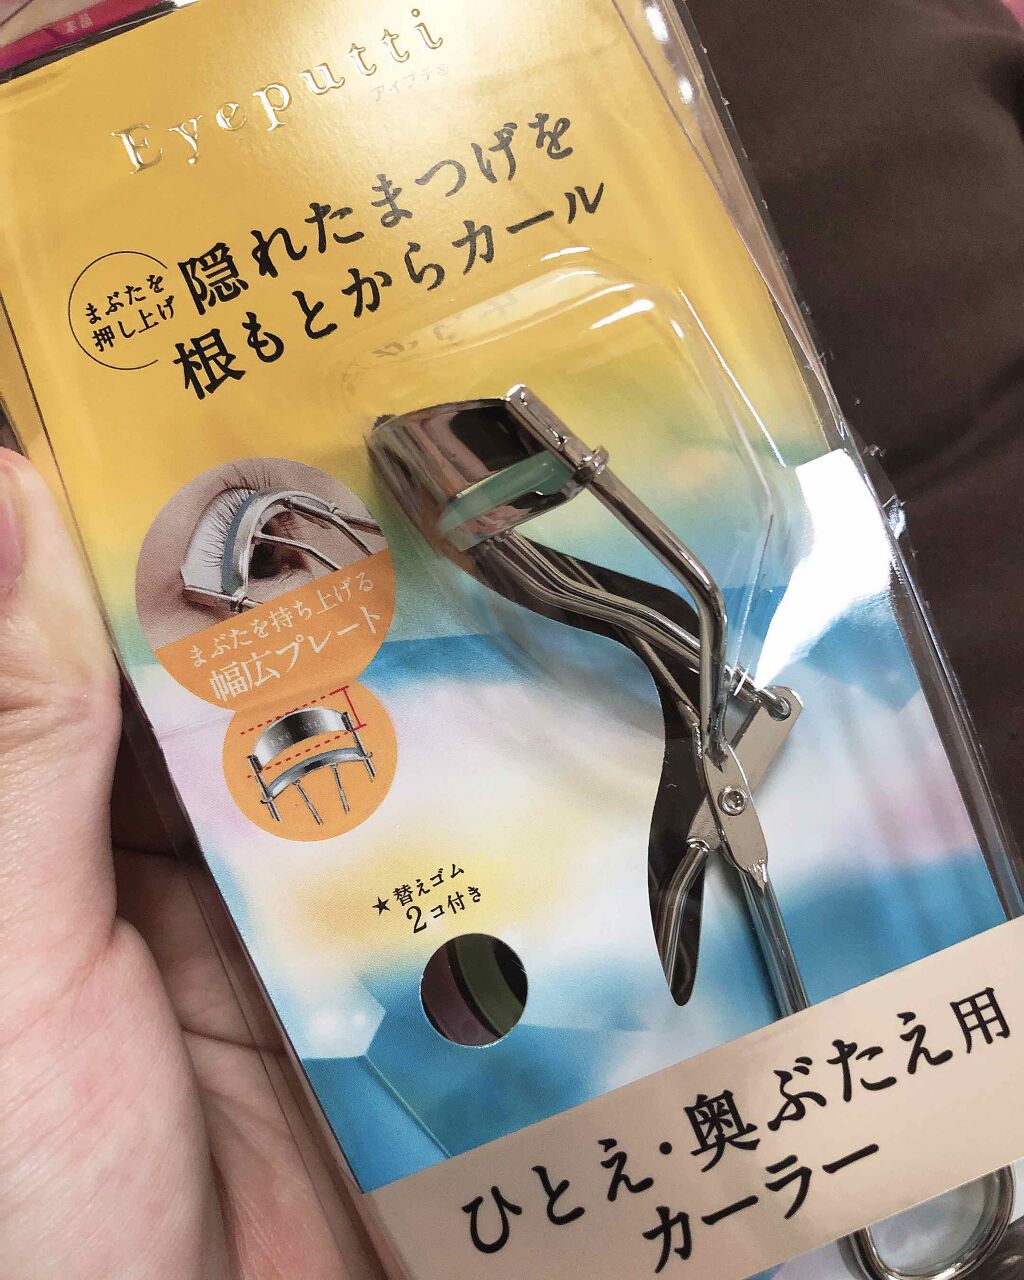 Eyeputti
アイプチ®
まぶたを
押し上げ
隠れたまつげを
根もとからカール
まぶたを持ち上げる
幅広プレート
★替えゴム
2コ付き
ひとえ・奥ぶたえ用
カーラー